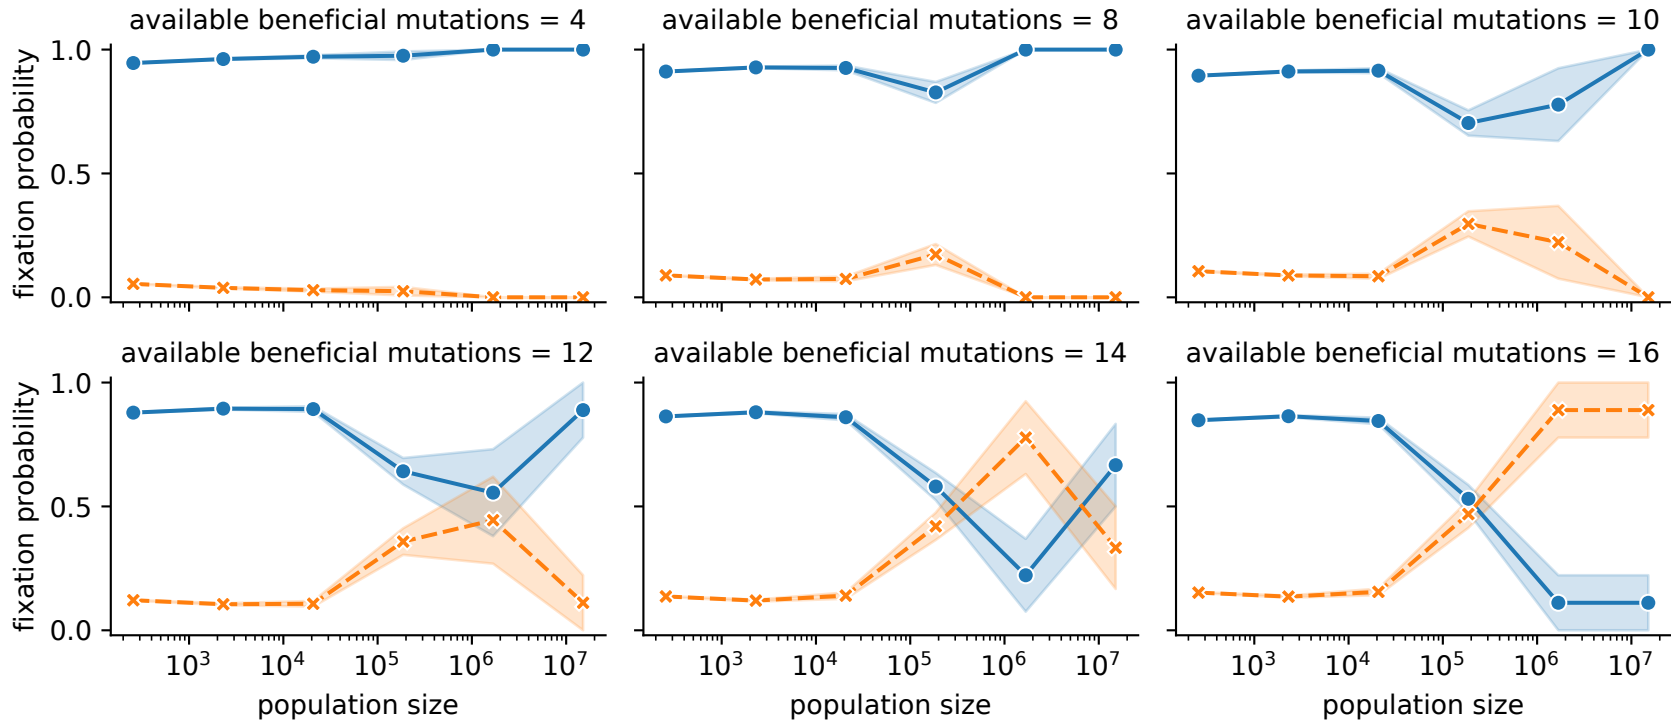 available beneficial mutations = 4
available beneficial mutations = 8
available beneficial mutations = 10
fixation probability
1.0
0.5
0.0
available beneficial mutations = 12
available beneficial mutations = 14
available beneficial mutations = 16
fixation probability
1.0
0.5
0.0
10³ 10⁴ 10⁵ 10⁶ 10⁷
10³ 10⁴ 10⁵ 10⁶ 10⁷
10³ 10⁴ 10⁵ 10⁶ 10⁷
population size
population size
population size